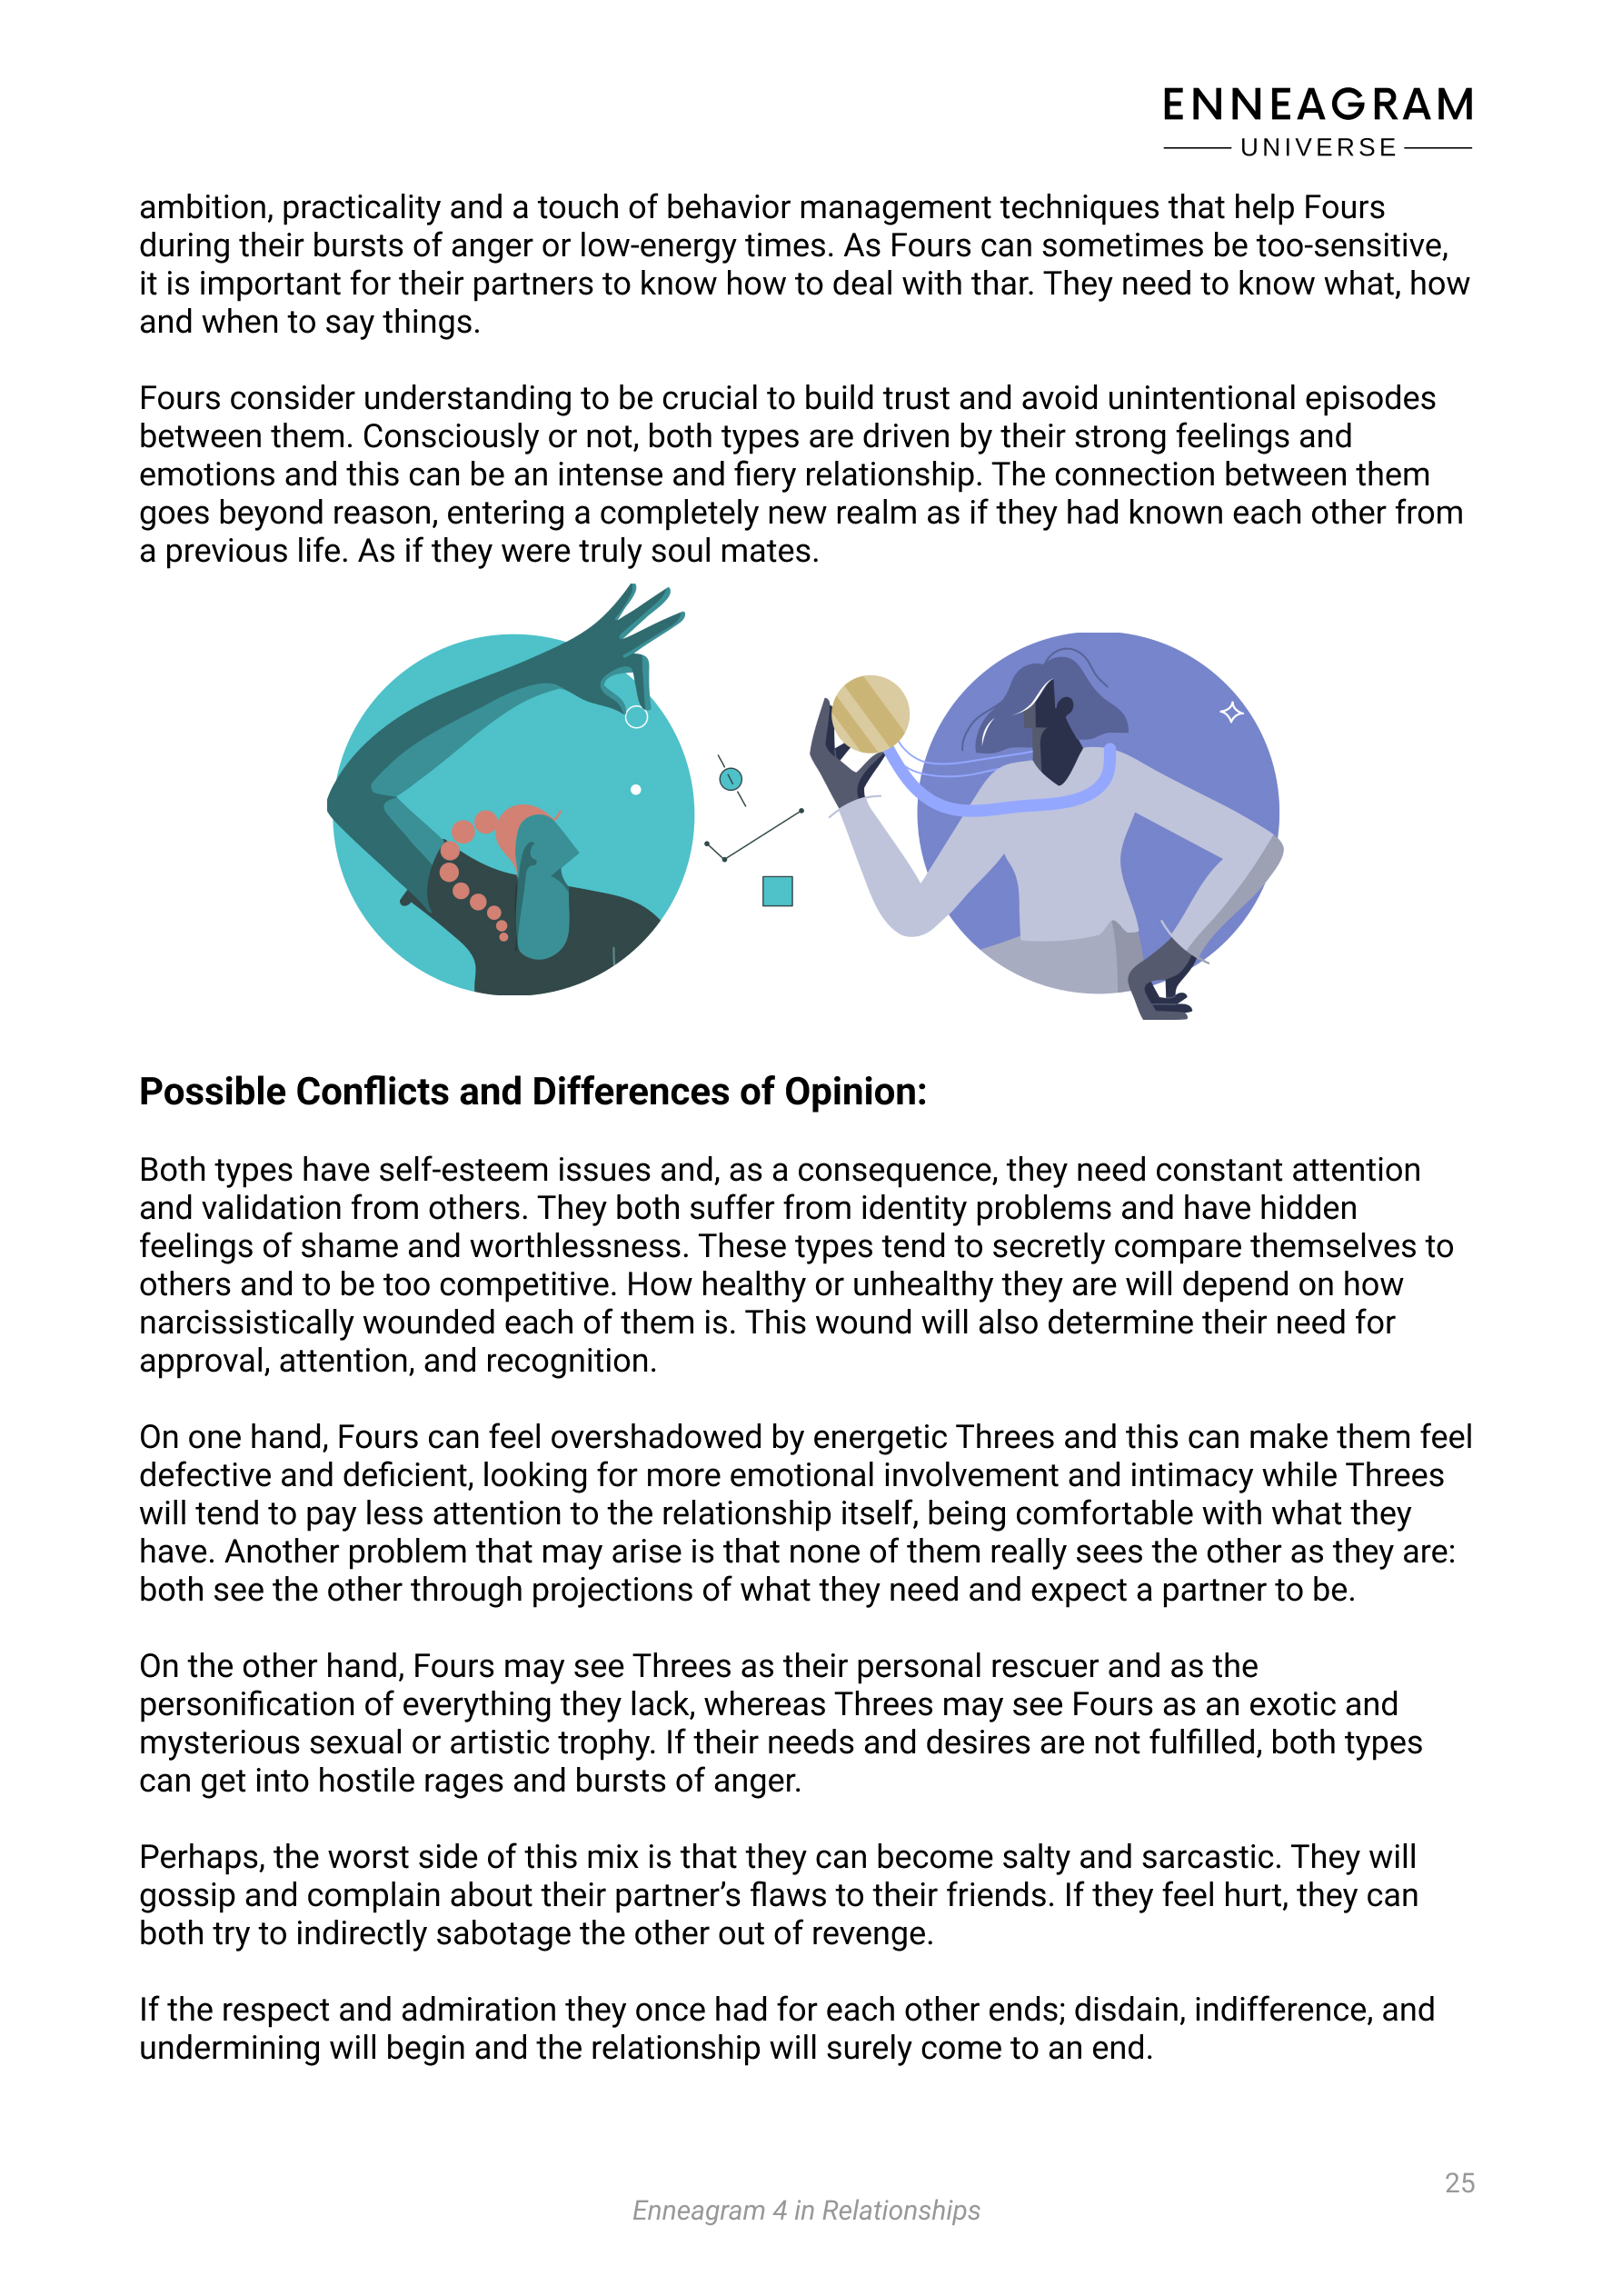 ENNEAGRAM
UNIVERSE
ambition, practicality and a touch of behavior management techniques that help Fours
during their bursts of anger or low-energy times. As Fours can sometimes be too-sensitive,
it is important for their partners to know how to deal with thar. They need to know what, how
and when to say things.
Fours consider understanding to be crucial to build trust and avoid unintentional episodes
between them. Consciously or not, both types are driven by their strong feelings and
emotions and this can be an intense and fiery relationship. The connection between them
goes beyond reason, entering a completely new realm as if they had known each other from
a previous life. As if they were truly soul mates.
Possible Conflicts and Differences of Opinion:
Both types have self-esteem issues and, as a consequence, they need constant attention
and validation from others. They both suffer from identity problems and have hidden
feelings of shame and worthlessness. These types tend to secretly compare themselves to
others and to be too competitive. How healthy or unhealthy they are will depend on how
narcissistically wounded each of them is. This wound will also determine their need for
approval, attention, and recognition.
On one hand, Fours can feel overshadowed by energetic Threes and this can make them feel
defective and deficient, looking for more emotional involvement and intimacy while Threes
will tend to pay less attention to the relationship itself, being comfortable with what they
have. Another problem that may arise is that none of them really sees the other as they are:
both see the other through projections of what they need and expect a partner to be.
On the other hand, Fours may see Threes as their personal rescuer and as the
personification of everything they lack, whereas Threes may see Fours as an exotic and
mysterious sexual or artistic trophy. If their needs and desires are not fulfilled, both types
can get into hostile rages and bursts of anger.
Perhaps, the worst side of this mix is that they can become salty and sarcastic. They will
gossip and complain about their partner’s flaws to their friends. If they feel hurt, they can
both try to indirectly sabotage the other out of revenge.
If the respect and admiration they once had for each other ends; disdain, indifference, and
undermining will begin and the relationship will surely come to an end.
25
Enneagram 4 in Relationships